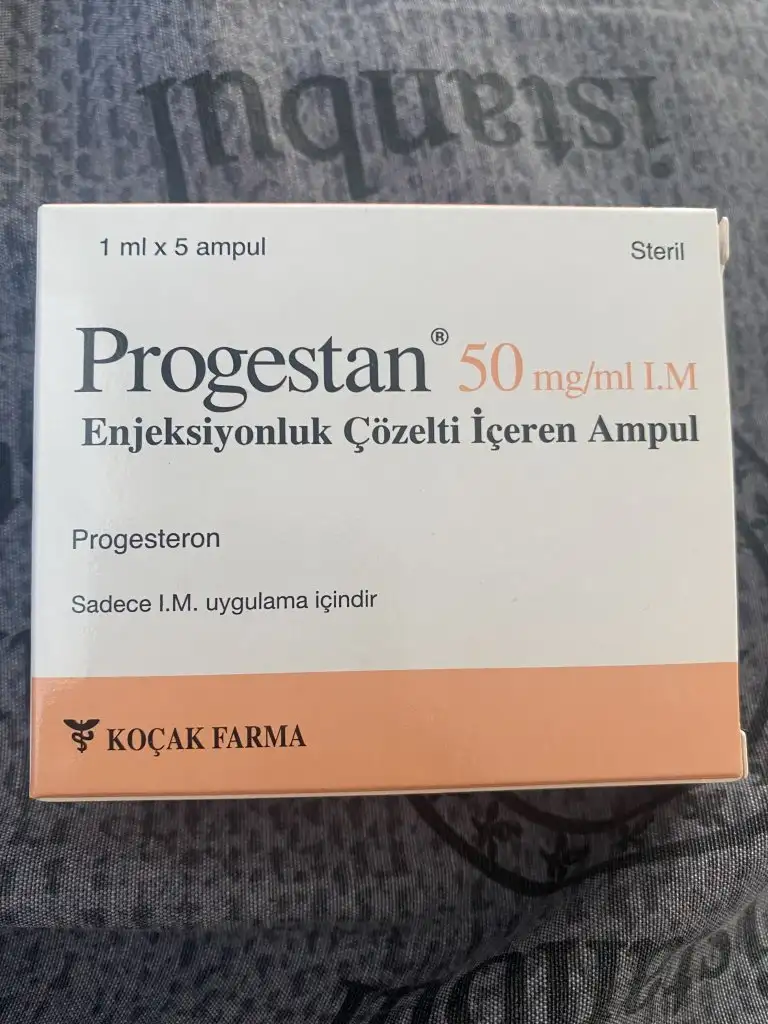 istanbul
1 ml x 5 ampul
Steril
Progestan® 50 mg/ml I.M
Enjeksiyonluk Çözelti İçeren Ampul
Progesteron
Sadece I.M. uygulama içindir
KOÇAK FARMA